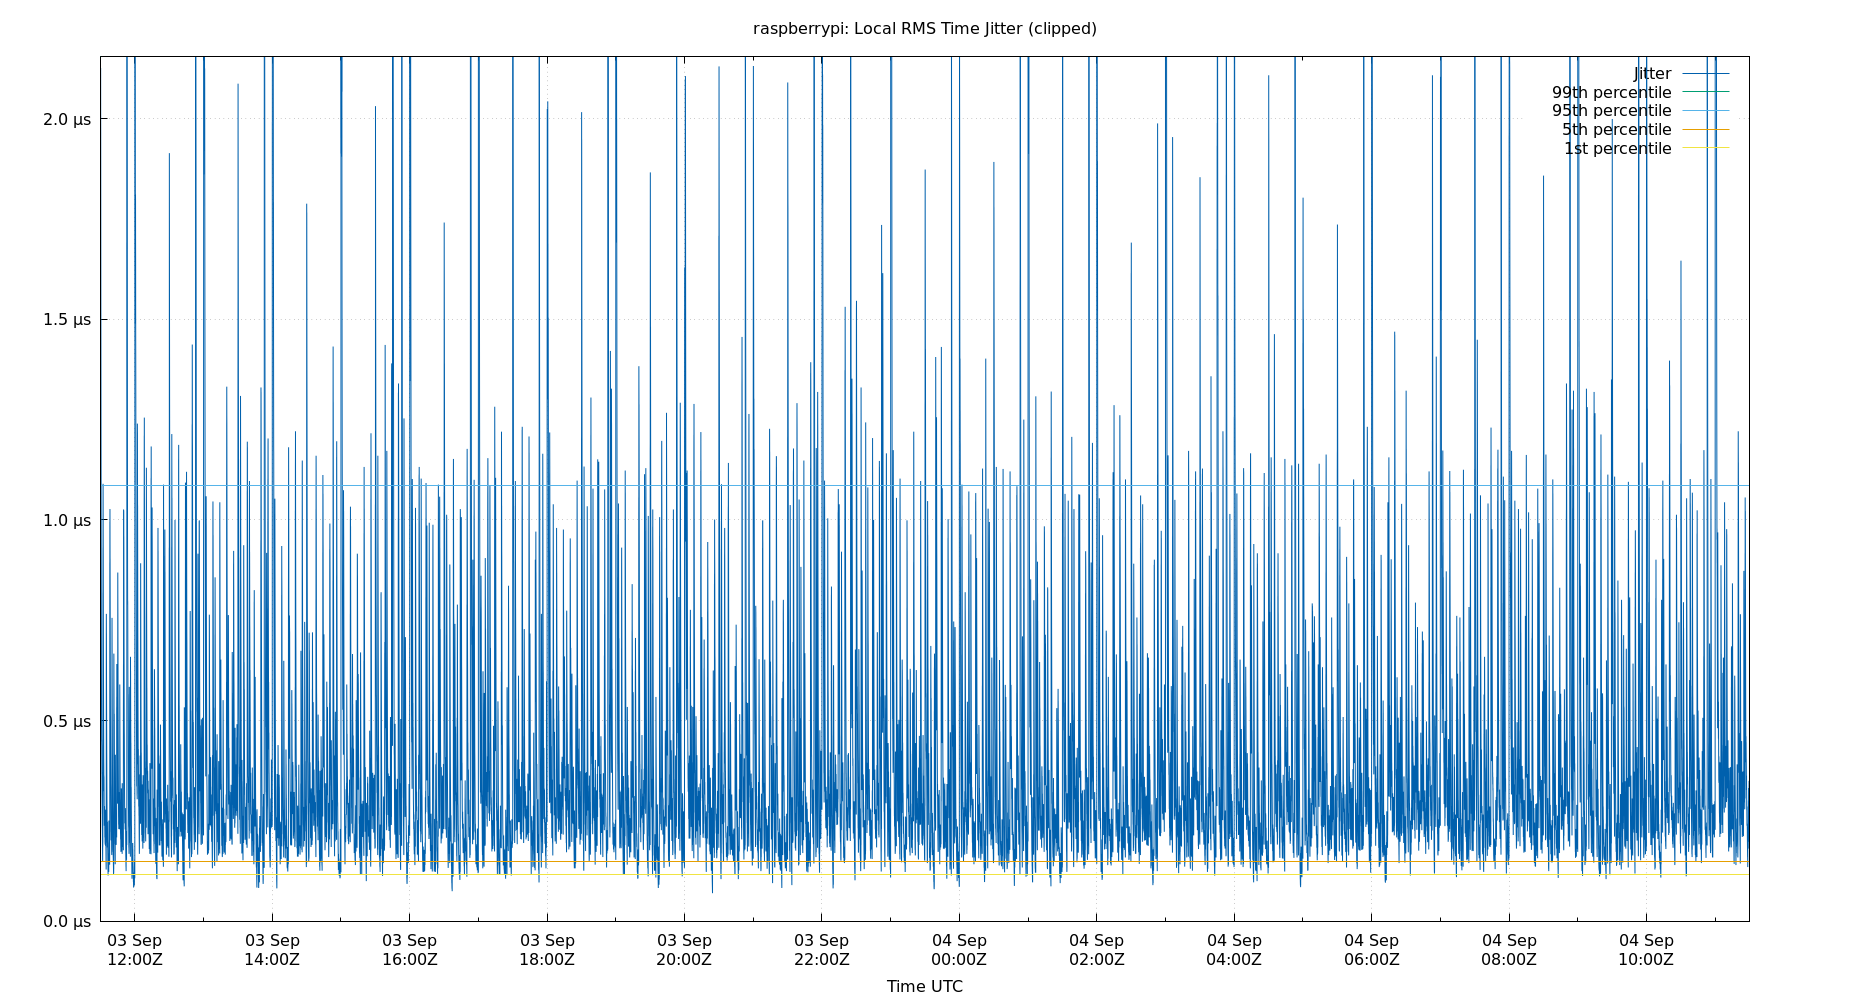 raspberrypi: Local RMS Time Jitter (clipped)
Jitter
99th percentile
95th percentile
5th percentile
1st percentile
2.0 μs
1.5 μs
1.0 μs
0.5 μs
0.0 μs
03 Sep 03 Sep 03 Sep 03 Sep 03 Sep 03 Sep 04 Sep 04 Sep 04 Sep 04 Sep 04 Sep 04 Sep
12:00Z 14:00Z 16:00Z 18:00Z 20:00Z 22:00Z 00:00Z 02:00Z 04:00Z 06:00Z 08:00Z 10:00Z
Time UTC